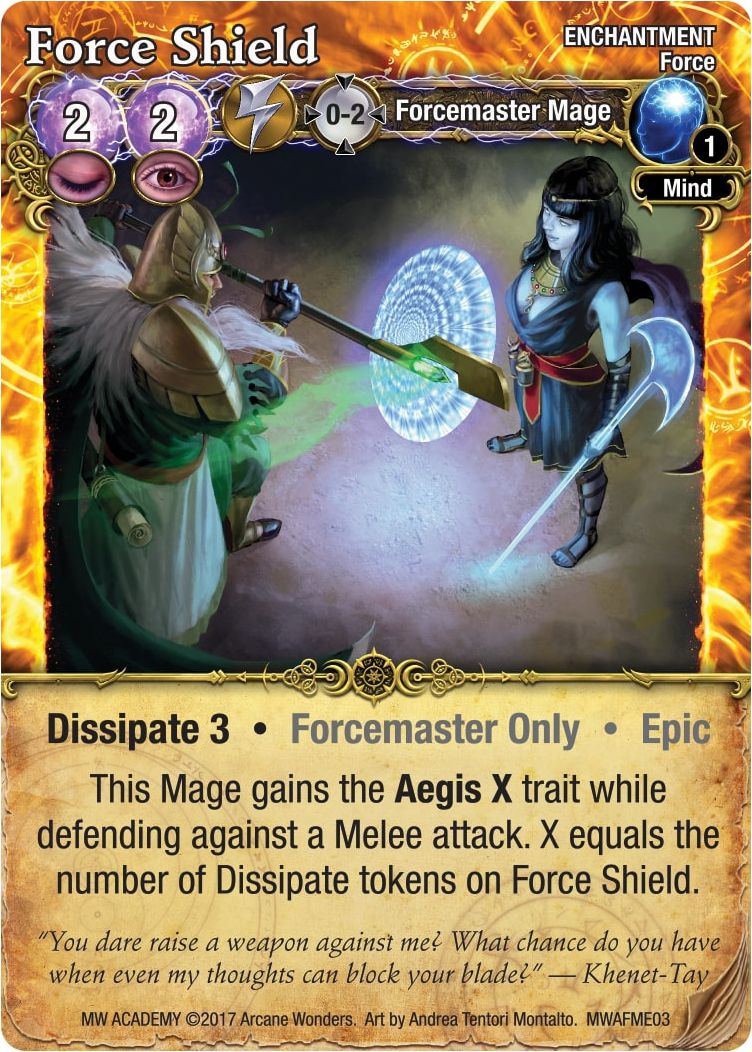 Force Shield
ENCHANTMENT
Force
2
2
0-2
Forcemaster Mage
1
Mind
Dissipate 3 • Forcemaster Only • Epic
This Mage gains the Aegis X trait while
defending against a Melee attack. X equals the
number of Dissipate tokens on Force Shield.
“You dare raise a weapon against me? What chance do you have
when even my thoughts can block your blade?” — Khenet-Tay
MW ACADEMY ©2017 Arcane Wonders. Art by Andrea Tentori Montalto. MWAFME03